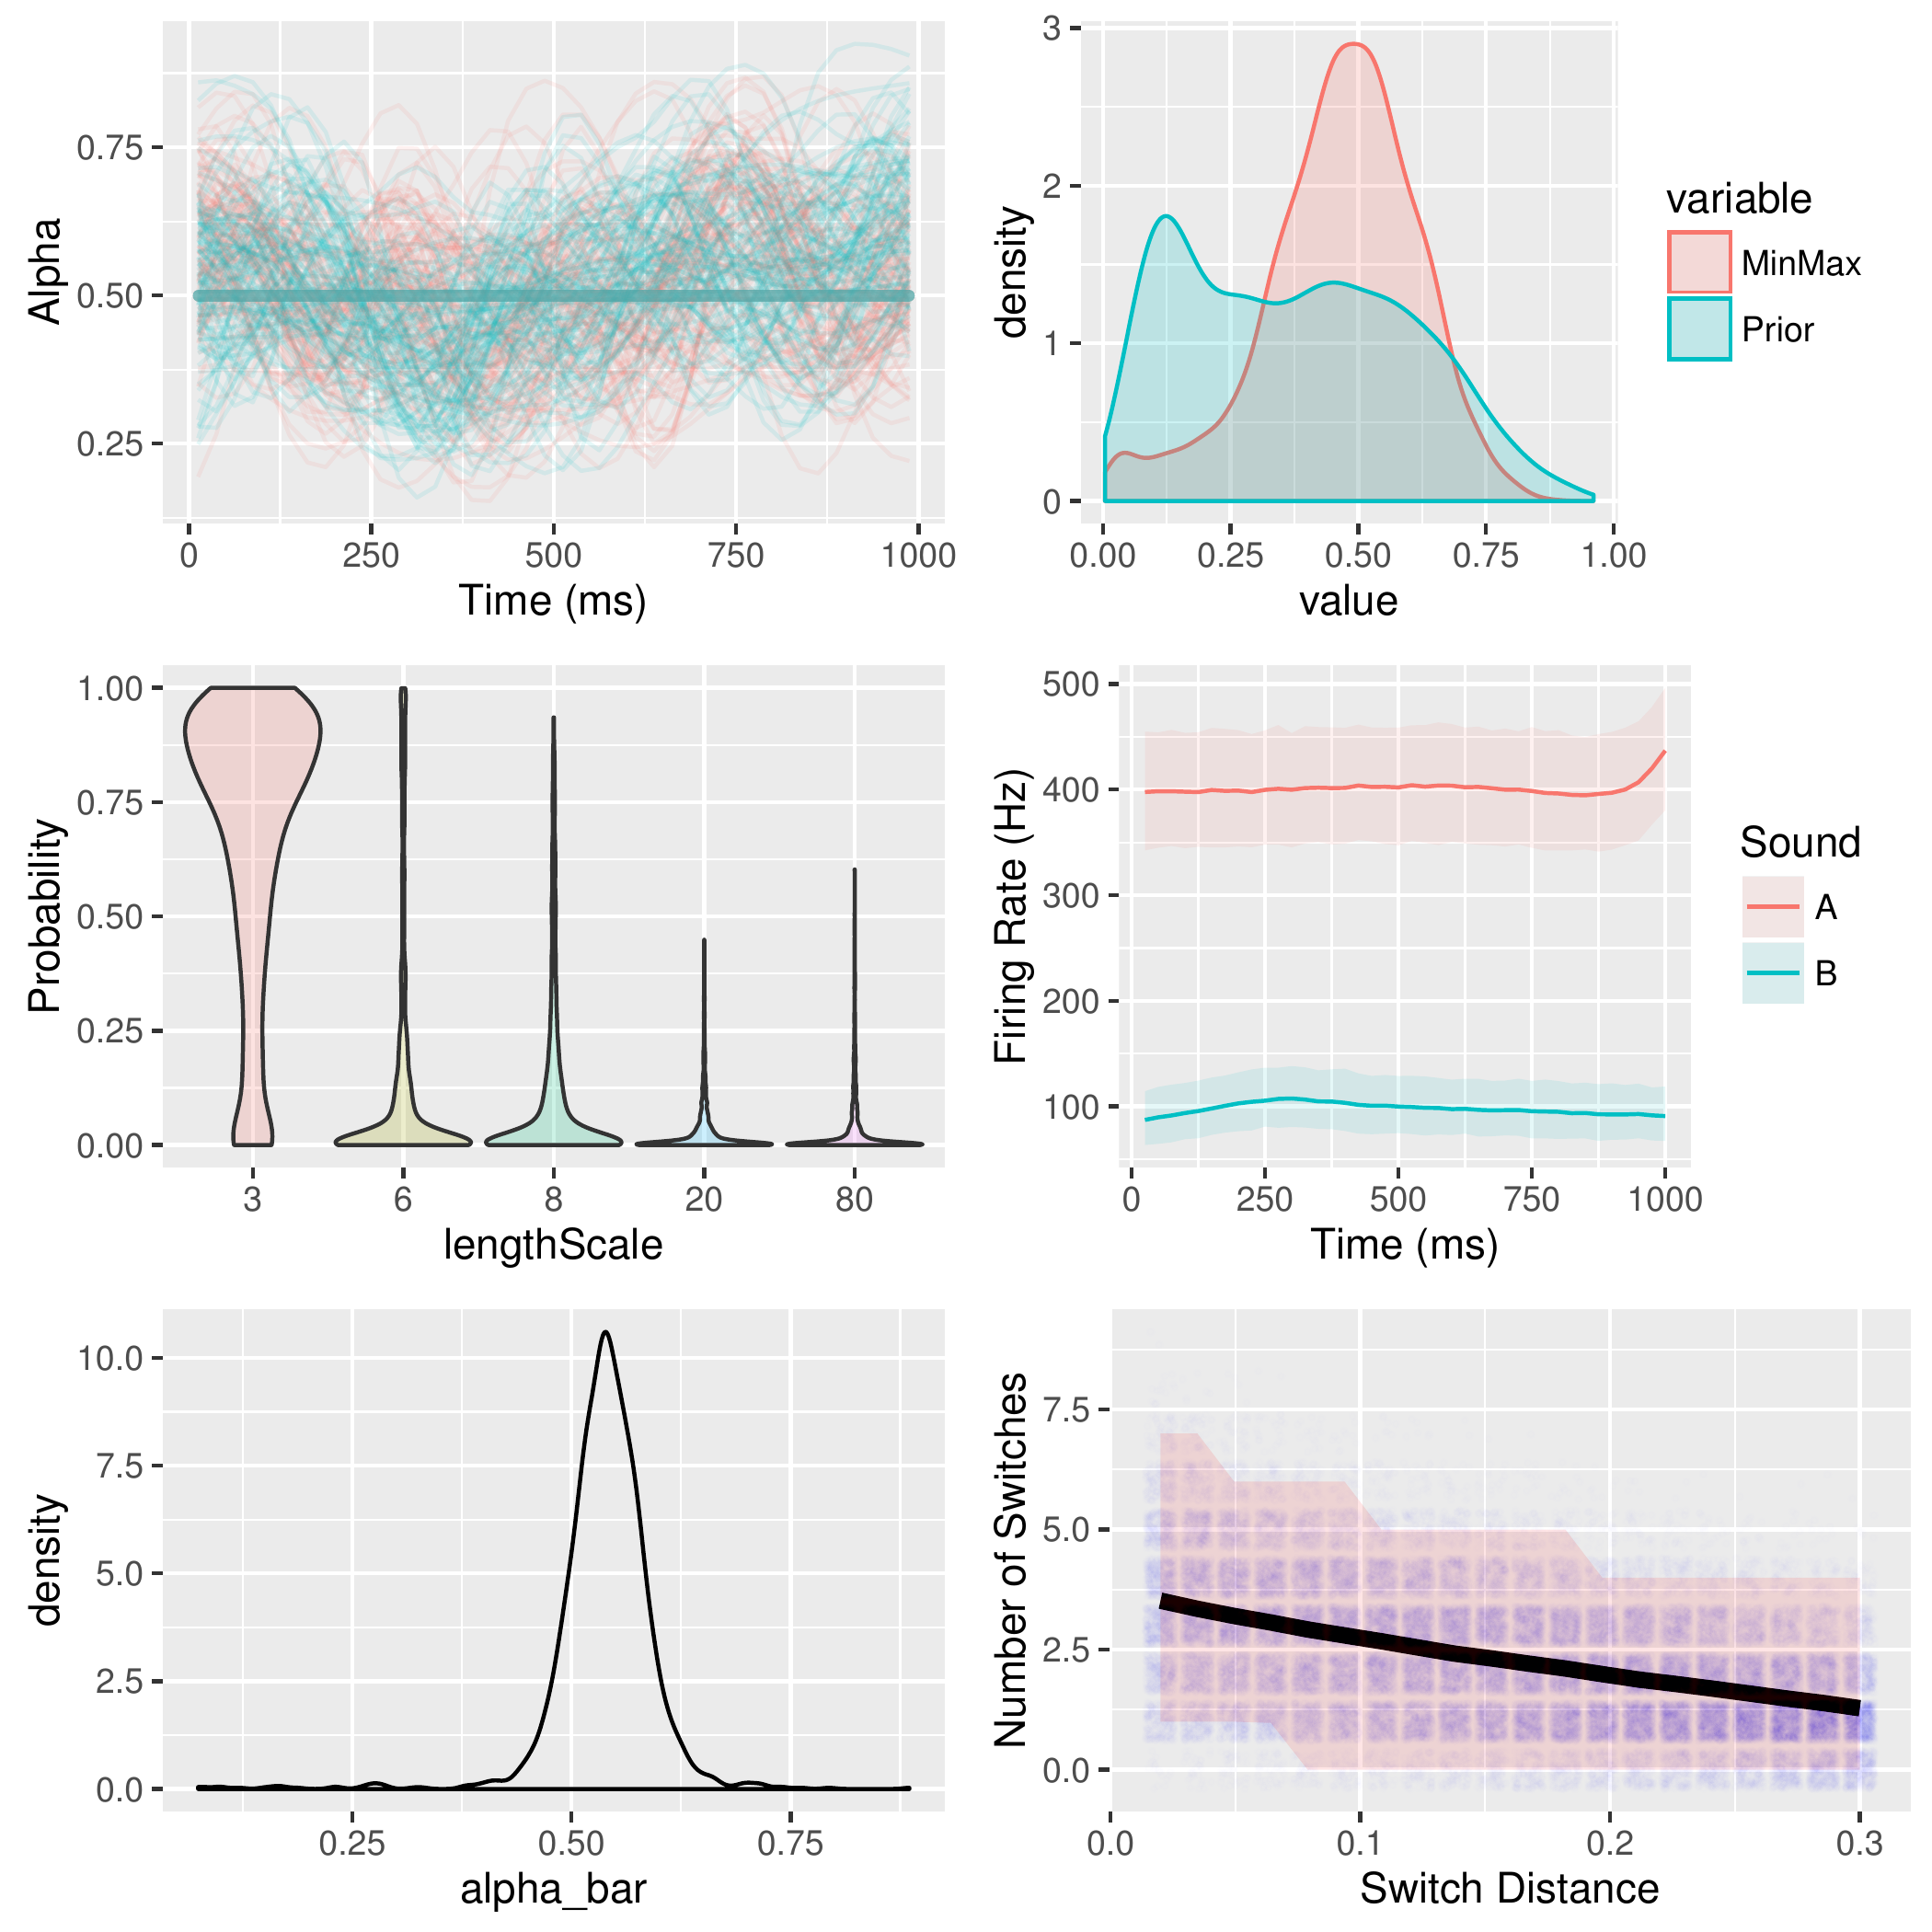 Alpha
0.75
0.50
0.25
0 250 500 750 1000
Time (ms)
density
3
2
1
0
0.00 0.25 0.50 0.75 1.00
value
variable
MinMax
Prior
Probability
1.00
0.75
0.50
0.25
0.00
3 6 8 20 80
lengthScale
Firing Rate (Hz)
500
400
300
200
100
0 250 500 750 1000
Time (ms)
Sound
A
B
density
10.0
7.5
5.0
2.5
0.0
0.25 0.50 0.75
alpha_bar
Number of Switches
7.5
5.0
2.5
0.0
0.0 0.1 0.2 0.3
Switch Distance